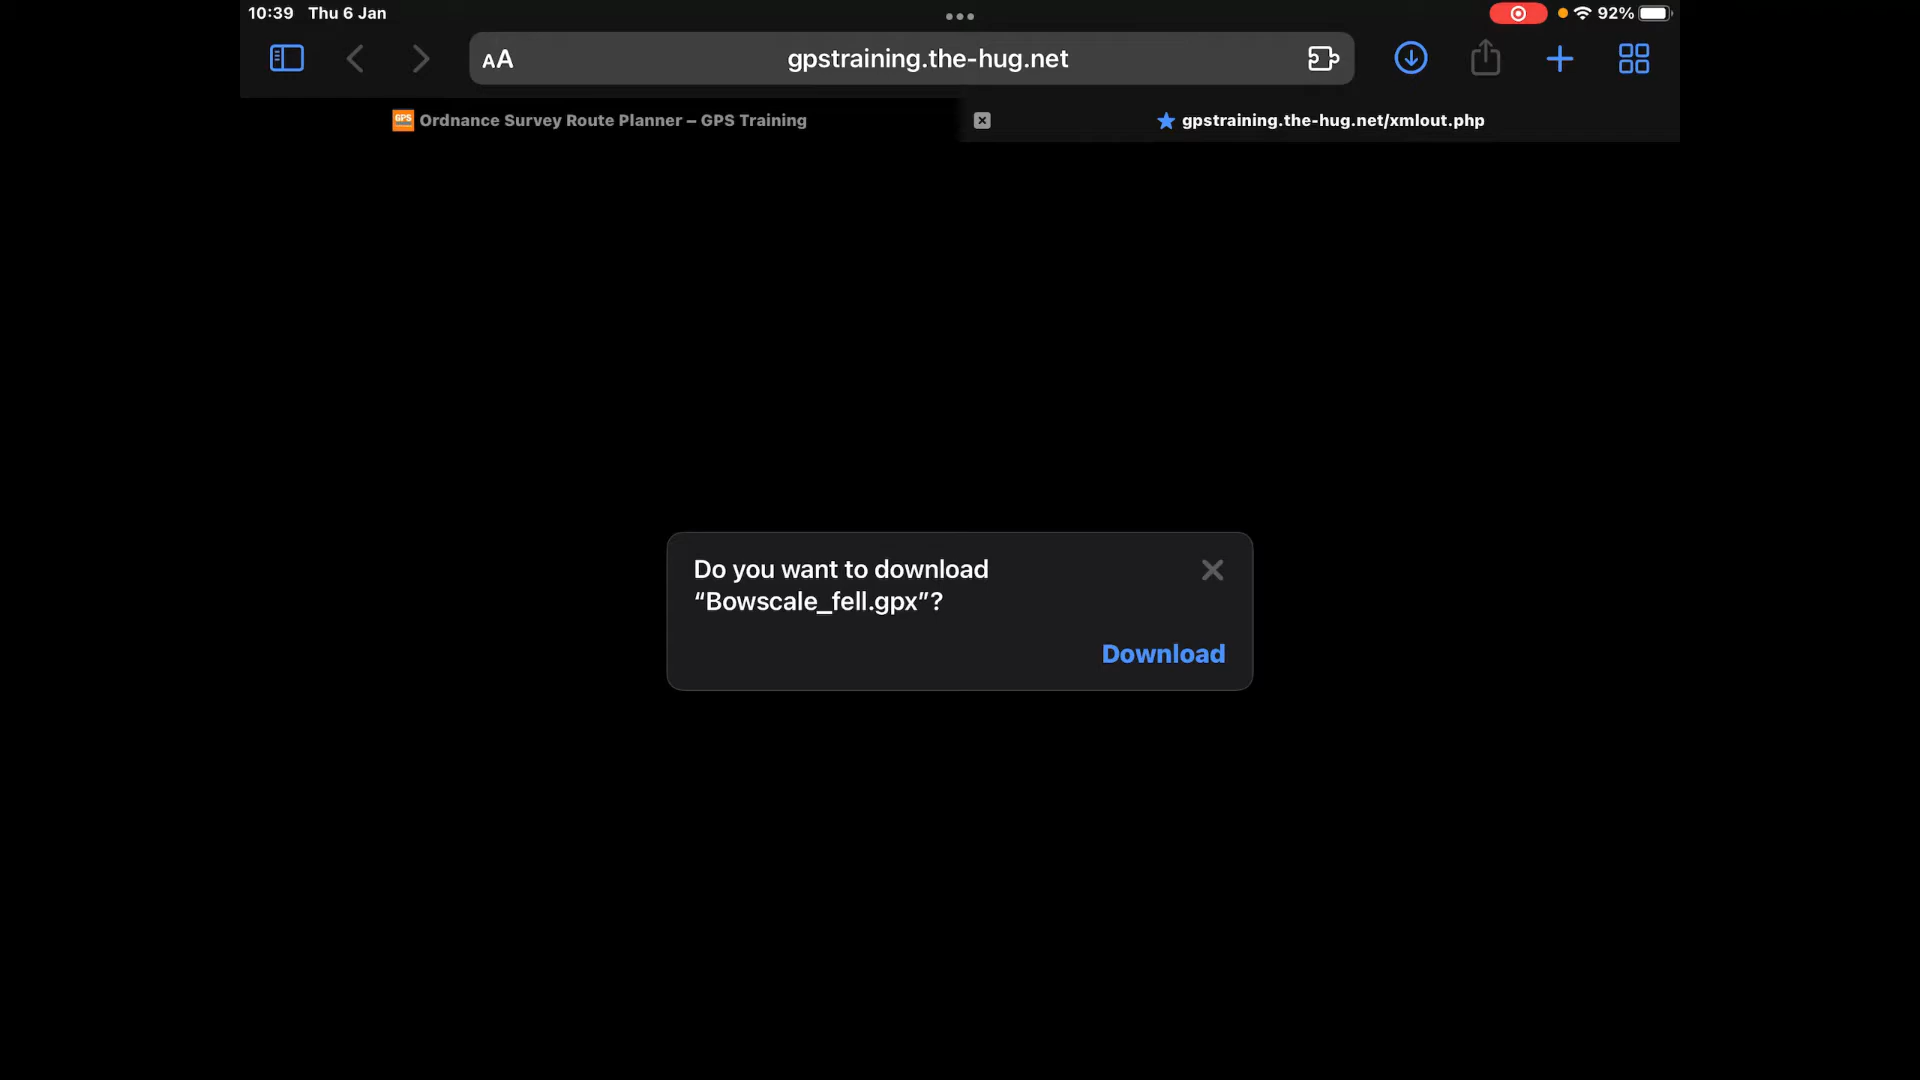 10:39 Thu 6 Jan
92%
AA
gpstraining.the-hug.net
GPS
Ordnance Survey Route Planner – GPS Training
gpstraining.the-hug.net/xmlout.php
Do you want to download
“Bowscale_fell.gpx”?
Download